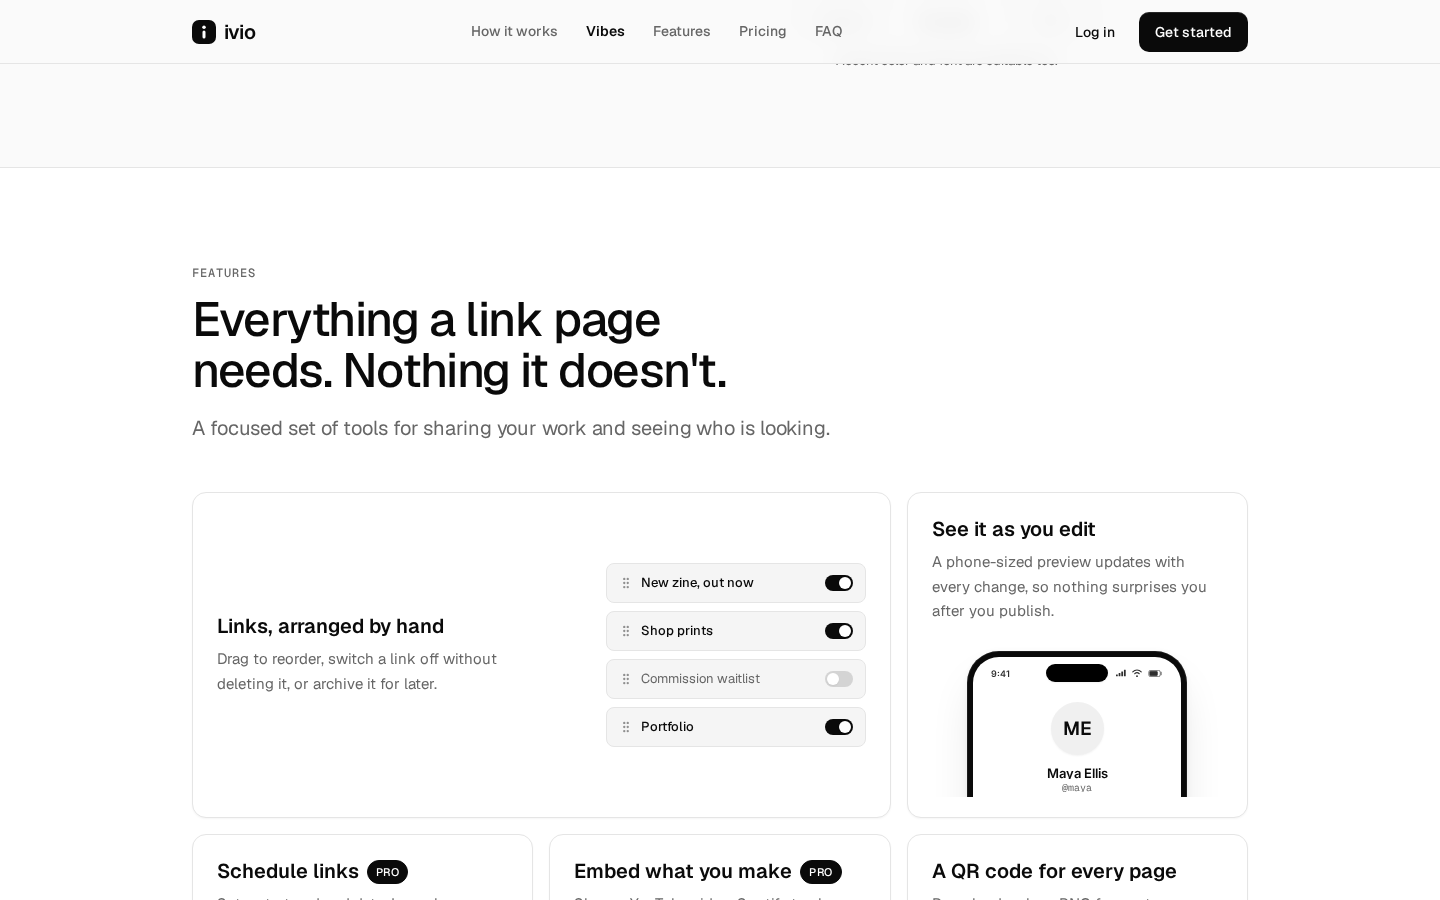 ivio
How it works
Vibes
Features
Pricing
FAQ
Log in
Get started
FEATURES
Everything a link page
needs. Nothing it doesn't.
A focused set of tools for sharing your work and seeing who is looking.
Links, arranged by hand
Drag to reorder, switch a link off without
deleting it, or archive it for later.
New zine, out now
Shop prints
Commission waitlist
Portfolio
See it as you edit
A phone-sized preview updates with
every change, so nothing surprises you
after you publish.
9:41
ME
Maya Ellis
@maya
Schedule links PRO
Embed what you make PRO
A QR code for every page